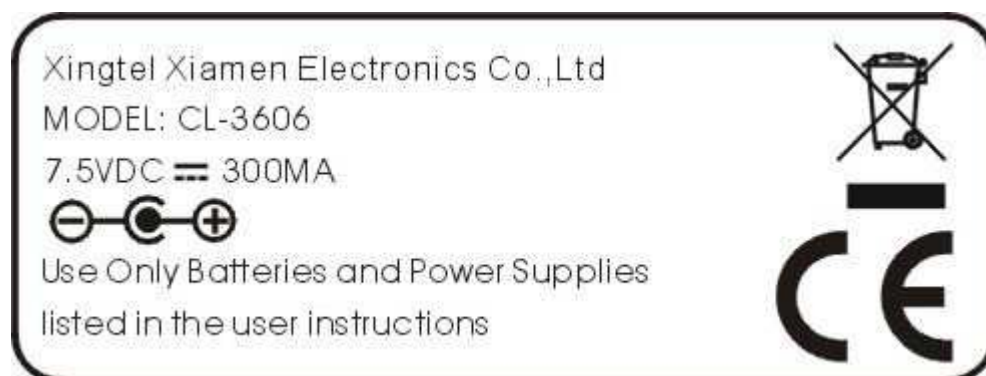 Xingtel Xiamen Electronics Co.,Ltd
MODEL: CL-3606
7.5VDC ⎓ 300MA
Use Only Batteries and Power Supplies
listed in the user instructions
CE